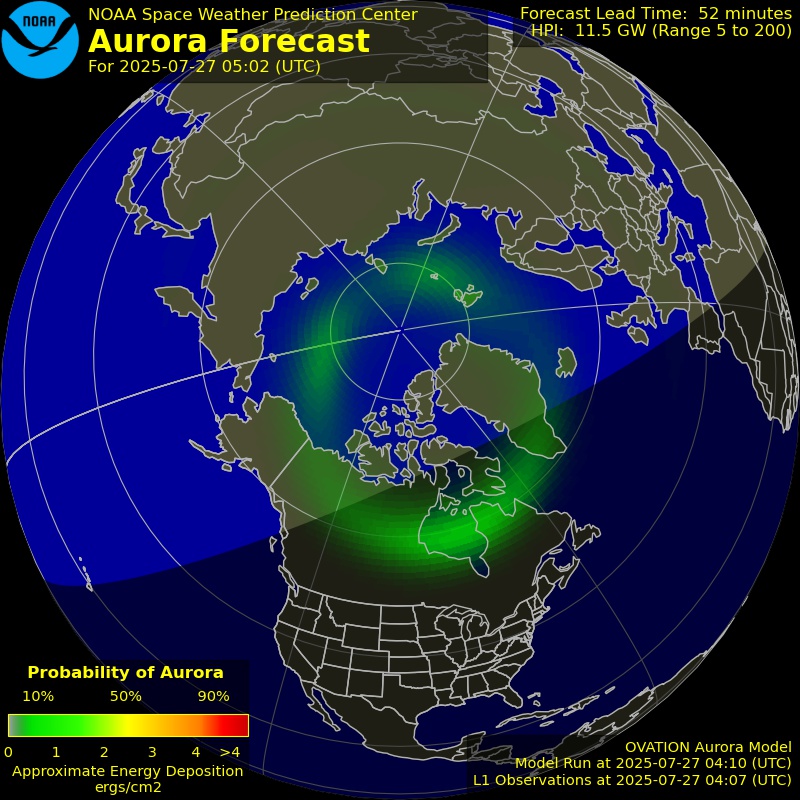 NOAA
NOAA Space Weather Prediction Center
Aurora Forecast
For 2025-07-27 05:02 (UTC)
Forecast Lead Time: 52 minutes
HPI: 11.5 GW (Range 5 to 200)
Probability of Aurora
10% 50% 90%
0 1 2 3 4 >4
Approximate Energy Deposition
ergs/cm2
OVATION Aurora Model
Model Run at 2025-07-27 04:10 (UTC)
L1 Observations at 2025-07-27 04:07 (UTC)